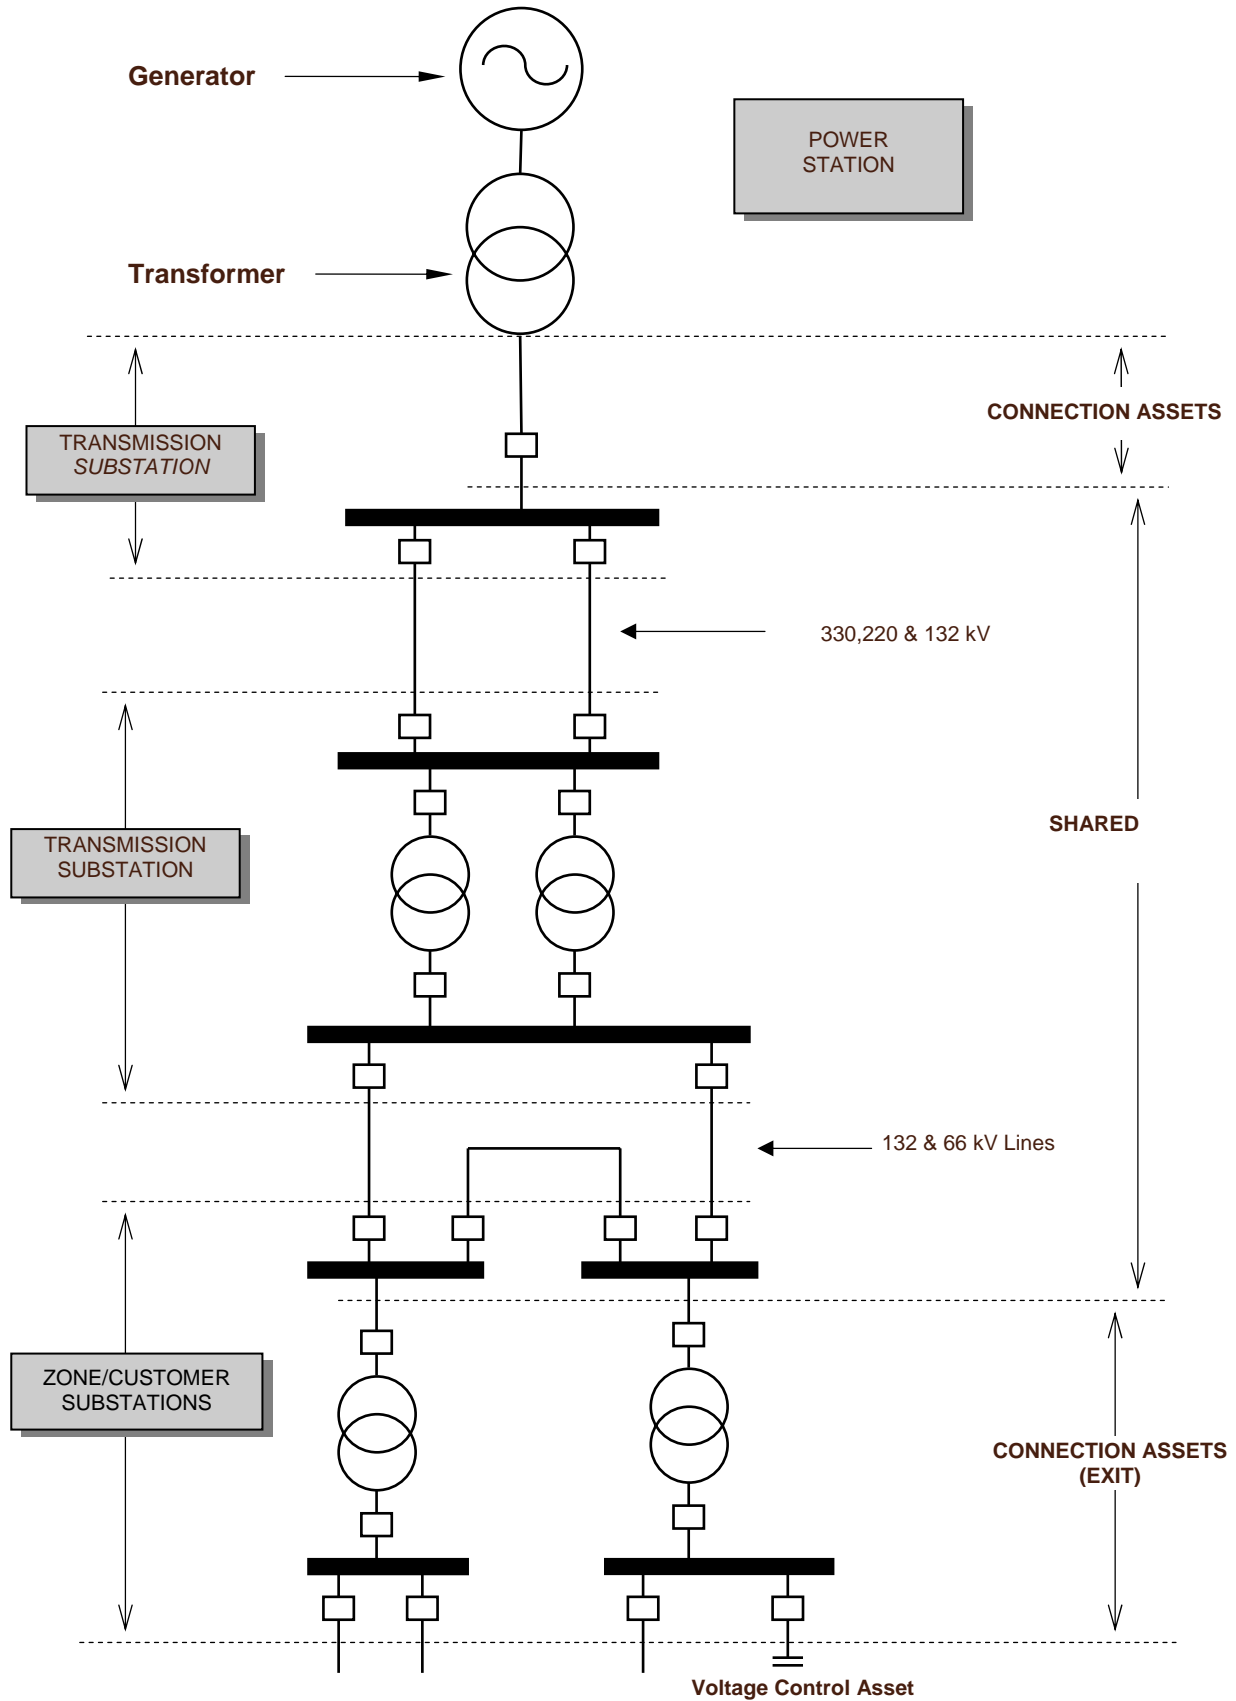 Generator
POWER
STATION
Transformer
CONNECTION ASSETS
TRANSMISSION
SUBSTATION
330,220 & 132 kV
SHARED
TRANSMISSION
SUBSTATION
132 & 66 kV Lines
ZONE/CUSTOMER
SUBSTATIONS
CONNECTION ASSETS
(EXIT)
Voltage Control Asset